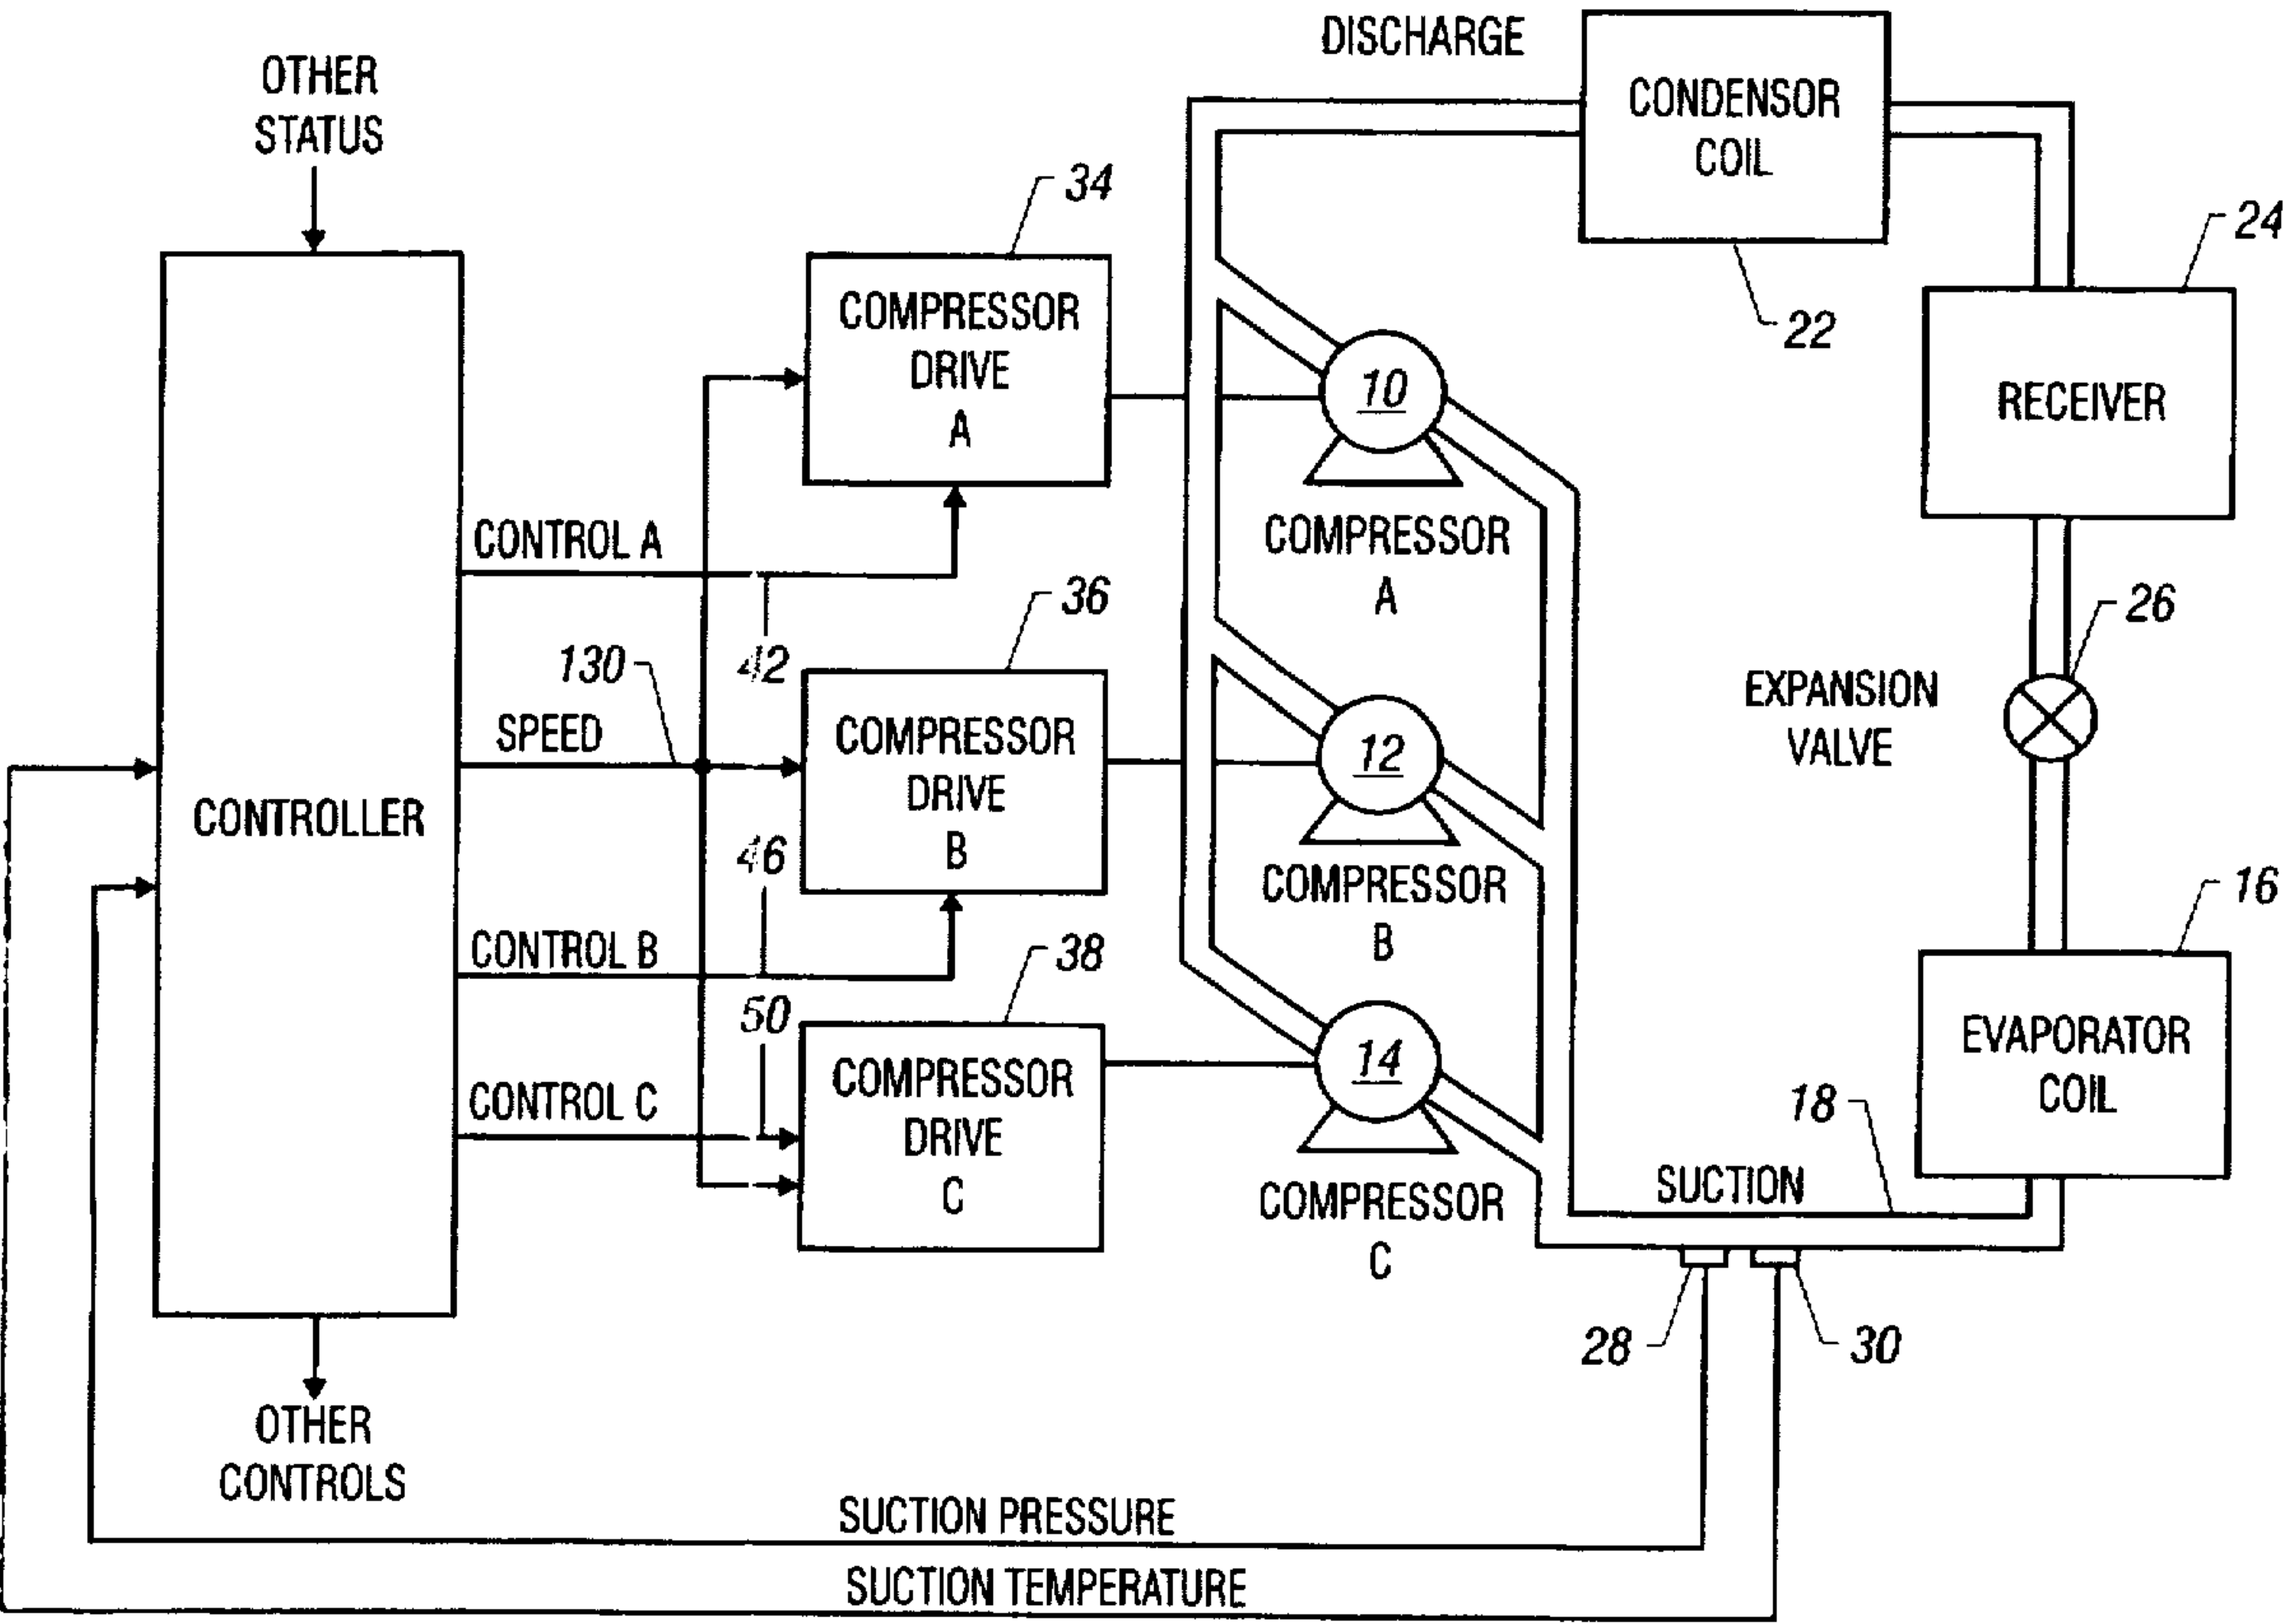 DISCHARGE
CONDENSOR
COIL
22
OTHER
STATUS
34
24
COMPRESSOR
DRIVE
A
10
COMPRESSOR
A
RECEIVER
CONTROL A
42
36
26
EXPANSION
VALVE
130
SPEED
COMPRESSOR
DRIVE
B
12
COMPRESSOR
B
CONTROLLER
46
16
CONTROL B
38
50
EVAPORATOR
COIL
COMPRESSOR
DRIVE
C
14
COMPRESSOR
C
CONTROL C
18
SUCTION
28
30
OTHER
CONTROLS
SUCTION PRESSURE
SUCTION TEMPERATURE